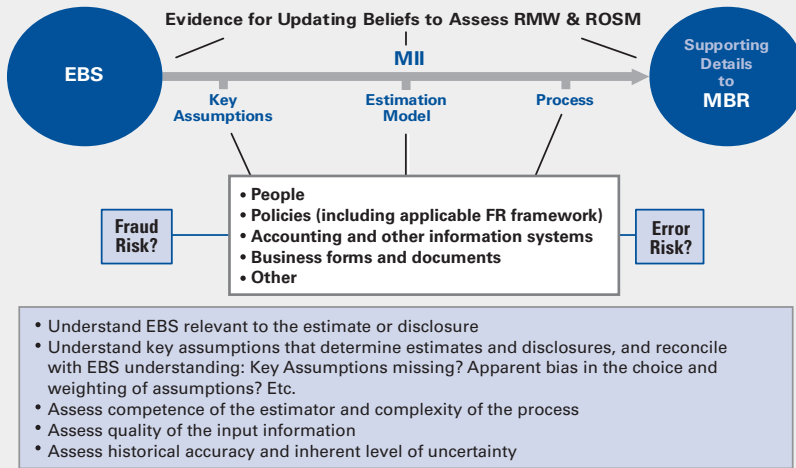 Evidence for Updating Beliefs to Assess RMW & ROSM
EBS
MII
Supporting
Details
to
MBR
Key
Assumptions
Estimation
Model
Process
Fraud
Risk?
• People
• Policies (including applicable FR framework)
• Accounting and other information systems
• Business forms and documents
• Other
Error
Risk?
• Understand EBS relevant to the estimate or disclosure
• Understand key assumptions that determine estimates and disclosures, and reconcile
with EBS understanding: Key Assumptions missing? Apparent bias in the choice and
weighting of assumptions? Etc.
• Assess competence of the estimator and complexity of the process
• Assess quality of the input information
• Assess historical accuracy and inherent level of uncertainty